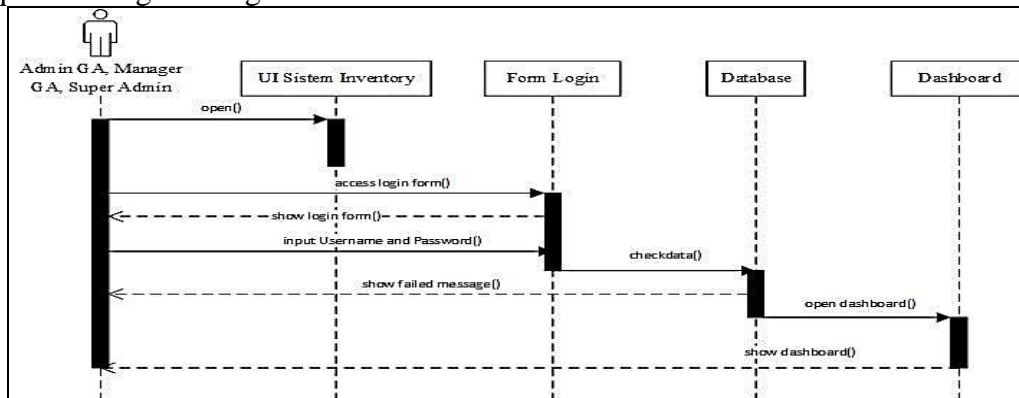 Admin GA, Manager
GA, Super Admin
UI Sistem Inventory
Form Login
Database
Dashboard
open()
access login form()
show login form()
input Username and Password()
checkdata()
show failed message()
open dashboard()
show dashboard()